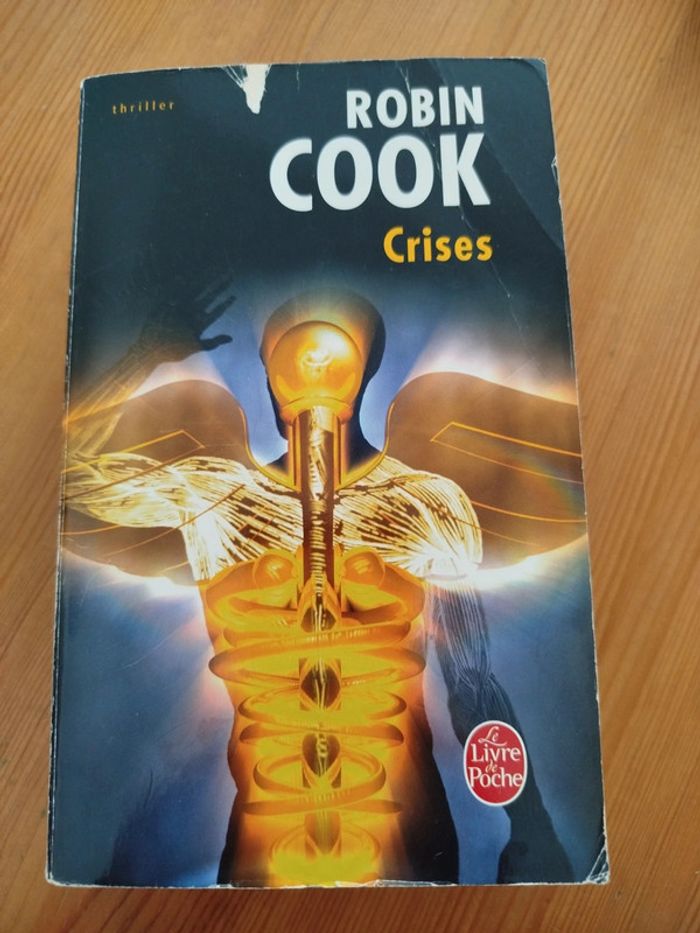 thriller
ROBIN
COOK
Crises
Le
Livre
de
Poche